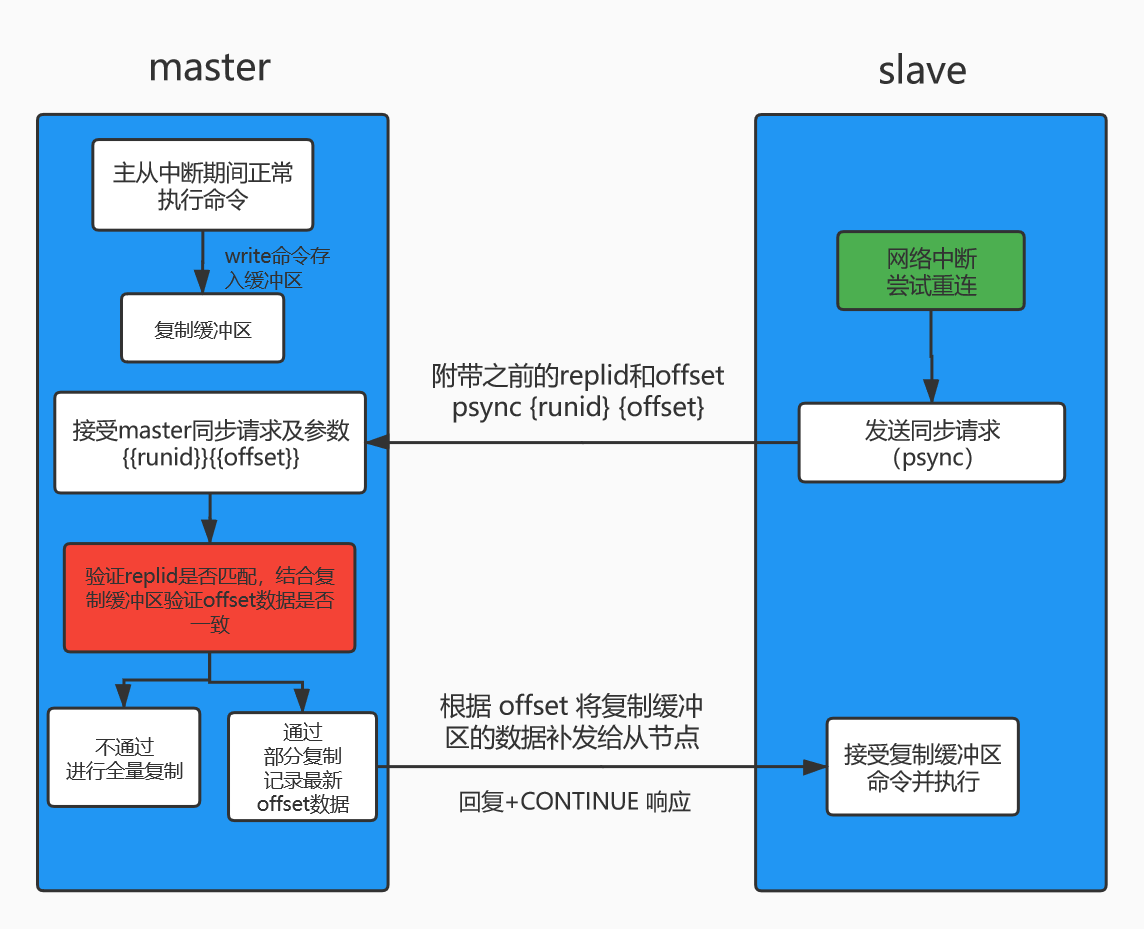 master
slave
主从中断期间正常
执行命令
write命令存
入缓冲区
复制缓冲区
网络中断
尝试重连
附带之前的replid和offset
psync {runid} {offset}
接受master同步请求及参数
{{runid}}{{offset}}
发送同步请求
（psync）
验证replid是否匹配，结合复
制缓冲区验证offset数据是否
一致
不通过
进行全量复制
通过
部分复制
记录最新
offset数据
根据 offset 将复制缓冲
区的数据补发给从节点
回复+CONTINUE 响应
接受复制缓冲区
命令并执行